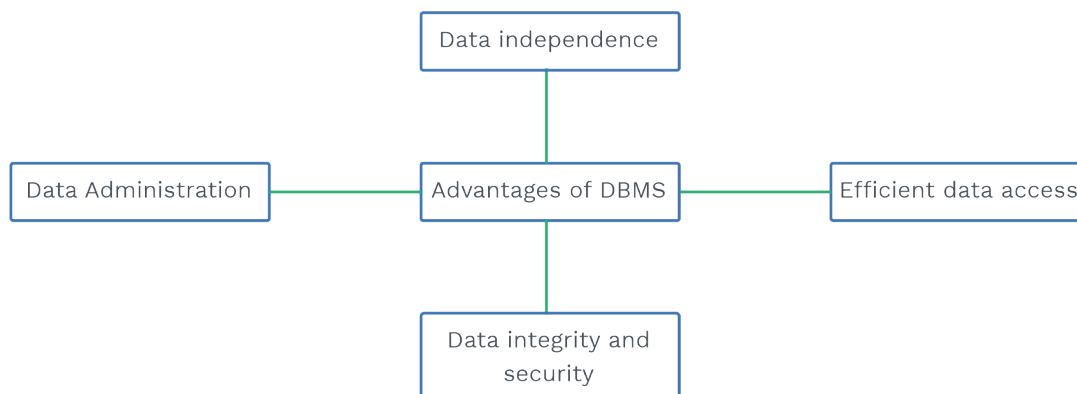 Data independence
Data Administration
Advantages of DBMS
Efficient data access
Data integrity and
security